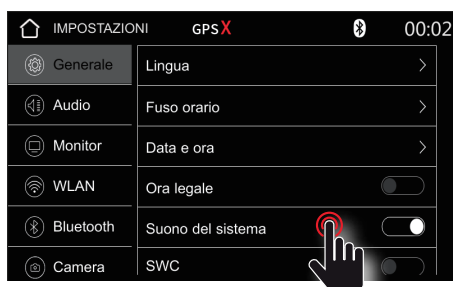 IMPOSTAZIONI GPSX 00:02
Generale
Lingua
Audio
Fuso orario
Monitor
Data e ora
WLAN
Ora legale
Bluetooth
Suono del sistema
Camera
SWC